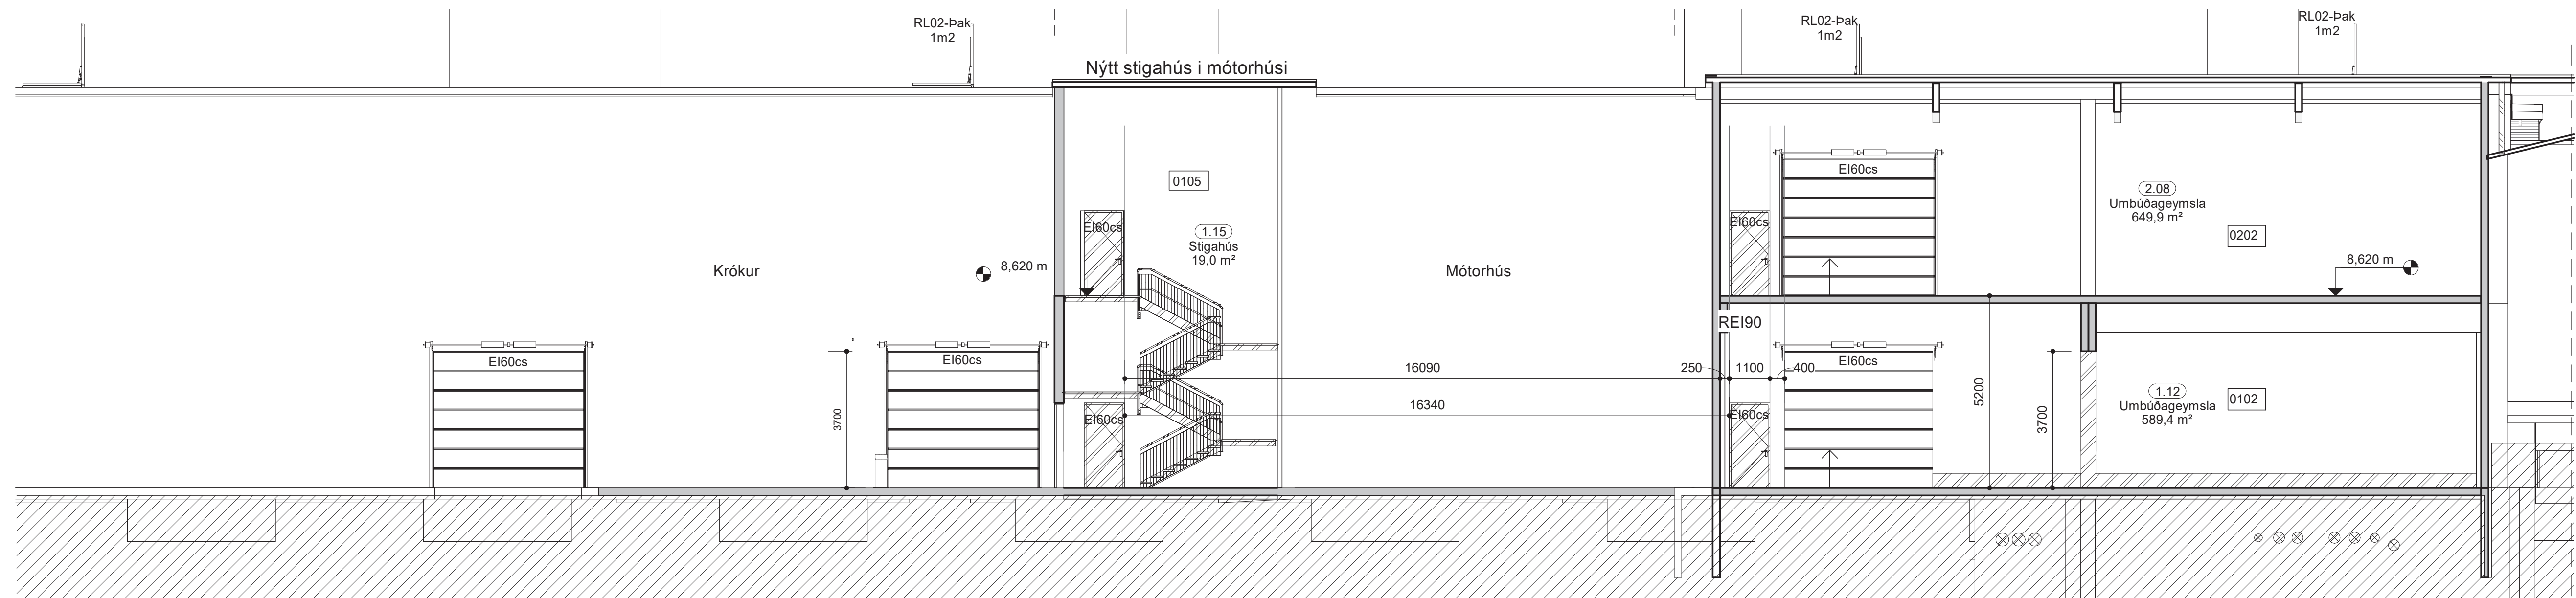 RL02-Þak
1m2
RL02-Þak
1m2
RL02-Þak
1m2
Nýtt stigahús i mótorhúsi
EI60cs
0105
2.08
Umbúðageymsla
649,9 m²
EI60cs
EI60cs
1.15
Stigahús
19,0 m²
0202
Krókur
8,620 m
Mótorhús
8,620 m
REI90
EI60cs
EI60cs
EI60cs
16090
250
1100
400
5200
1.12
Umbúðageymsla
589,4 m²
0102
16340
3700
EI60cs
EI60cs
3700